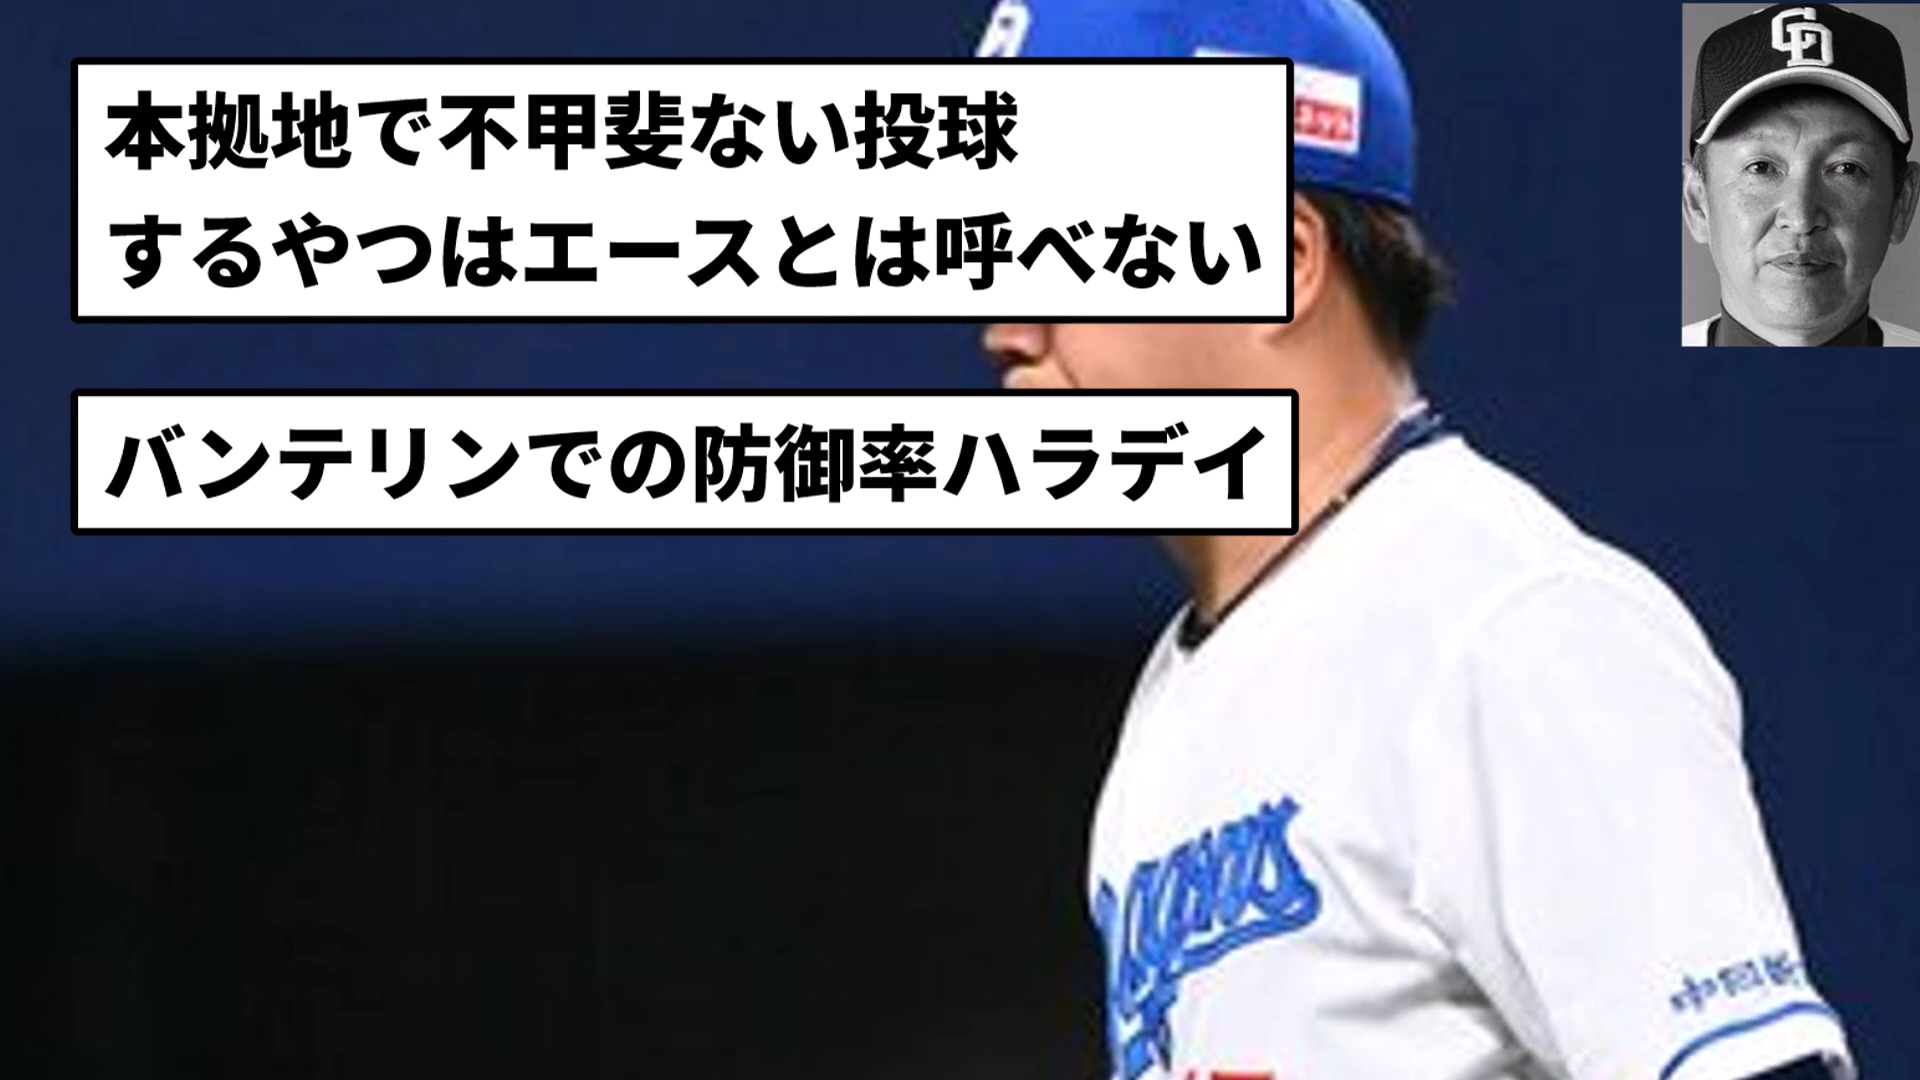 本拠地で不甲斐ない投球
するやつはエースとは呼べない
バンテリンでの防御率ハラデイ
Dragons
CD